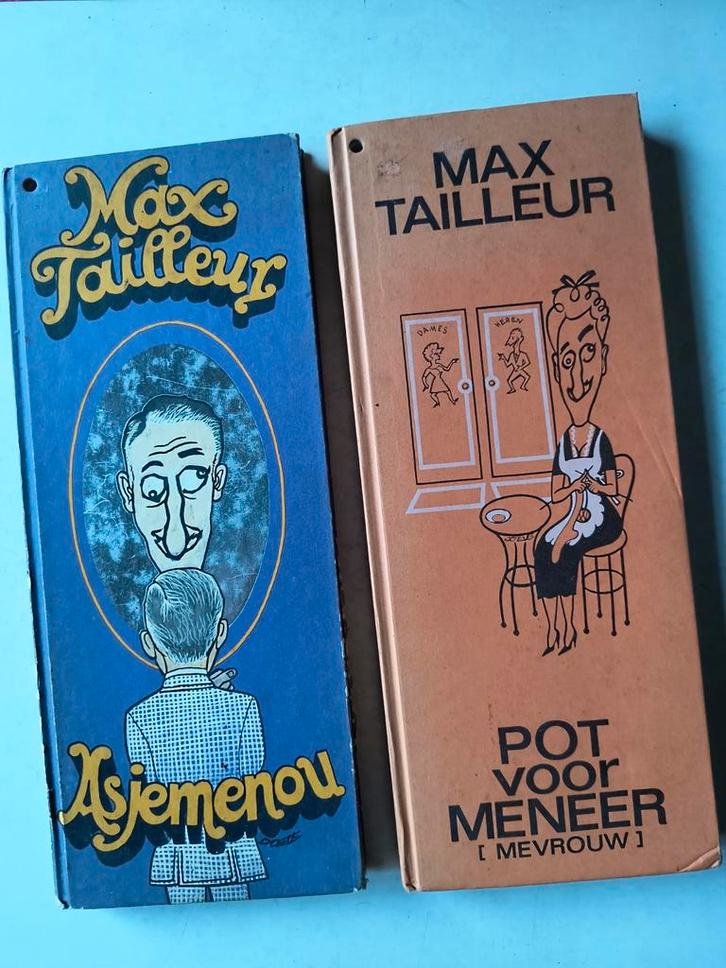 Max
Tailleur
Asjemenou
MAX
TAILLEUR
DAMES
HEREN
POT
voor
MENEER
[ MEVROUW ]